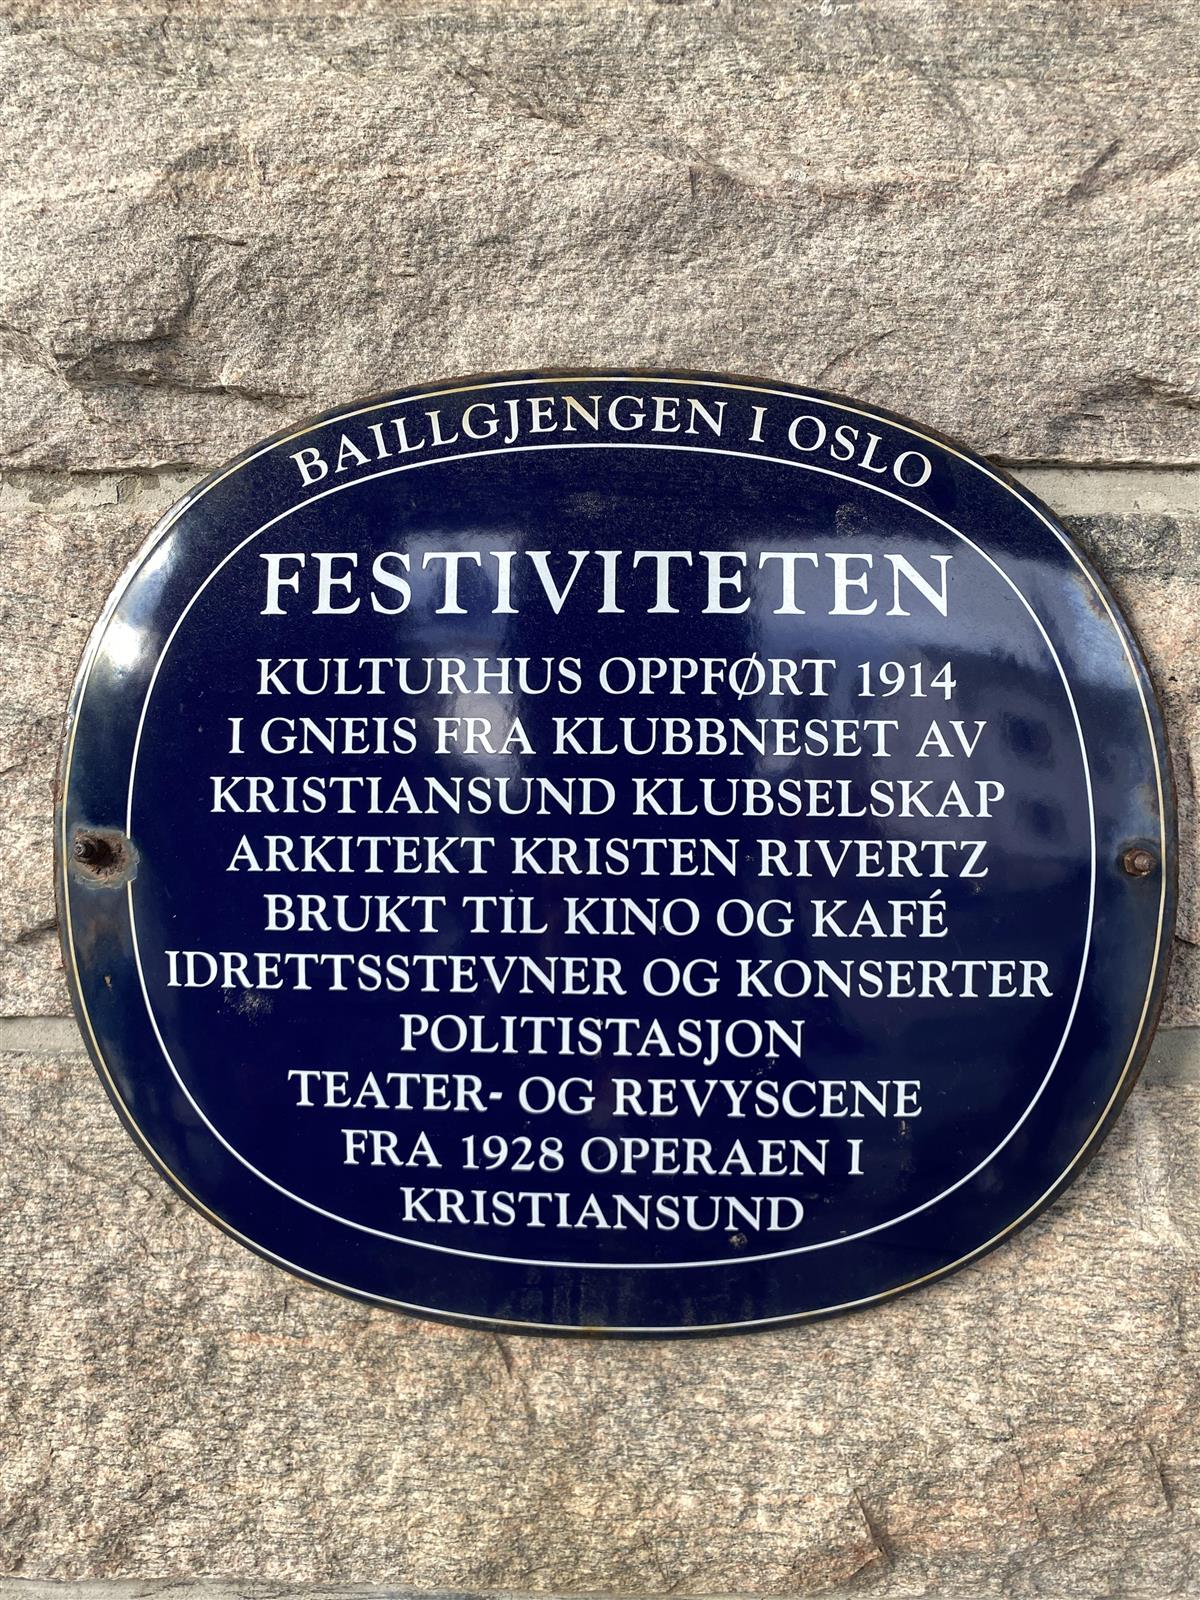 BAILLGJENGEN I OSLO
FESTIVITETEN
KULTURHUS OPPFØRT 1914
I GNEIS FRA KLUBBNESET AV
KRISTIANSUND KLUBSELSKAP
ARKITEKT KRISTEN RIVERTZ
BRUKT TIL KINO OG KAFÉ
IDRETTSSTEVNER OG KONSERTER
POLITISTASJON
TEATER- OG REVYSCENE
FRA 1928 OPERAEN I
KRISTIANSUND